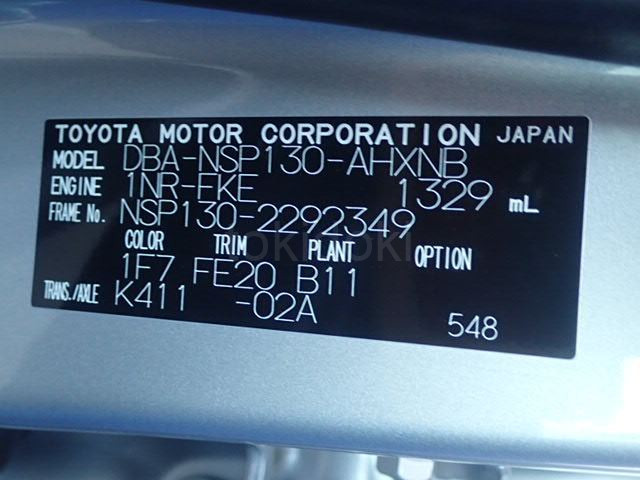 TOYOTA MOTOR CORPORATION JAPAN
MODEL DBA-NSP130-AHXNB
ENGINE 1NR-FKE 1329 mL
FRAME No. NSP130-2292349
COLOR TRIM PLANT OPTION
1F7 FE20 B11
TRANS./AXLE K411 -02A
548